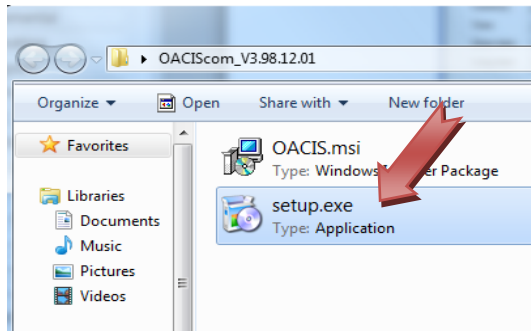 OACIScom_V3.98.12.01
Organize Open Share with New folder
Favorites
Libraries
Documents
Music
Pictures
Videos
OACIS.msi
Type: Windows Package
setup.exe
Type: Application